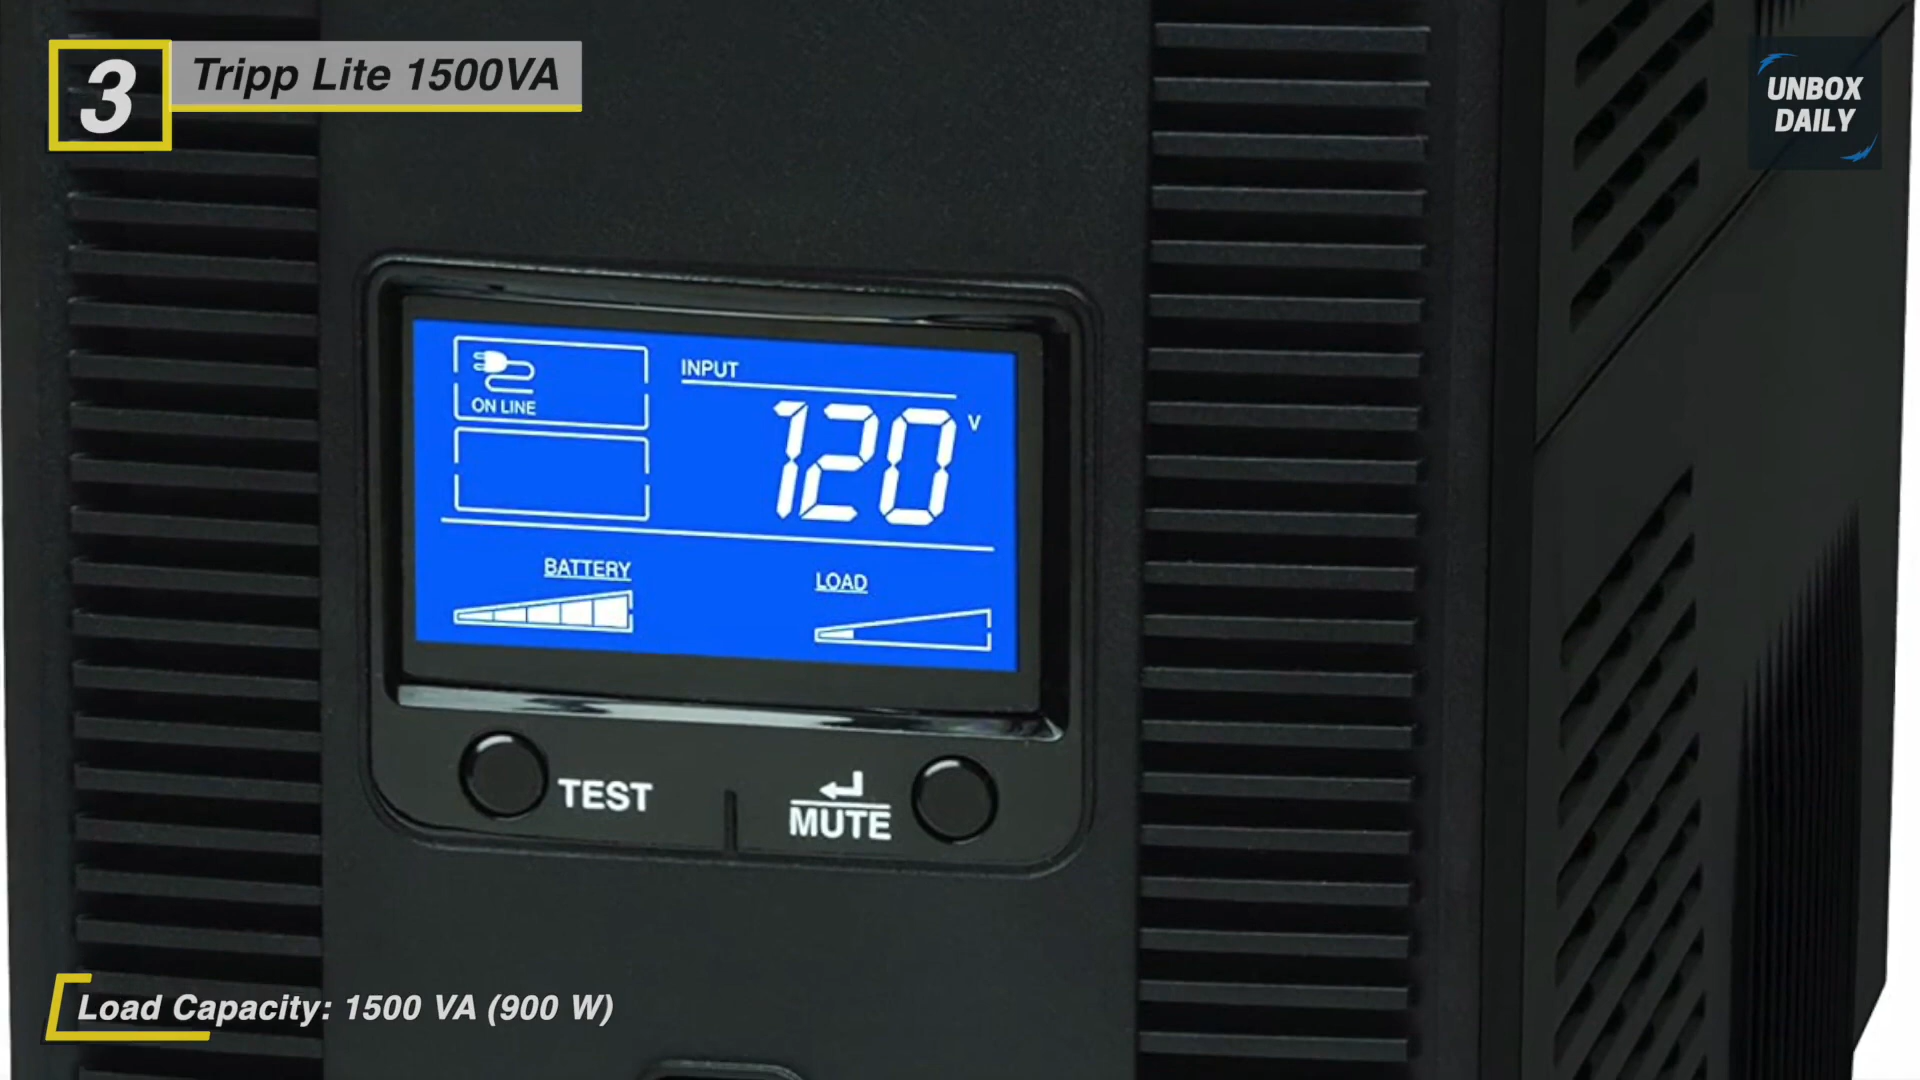 3
Tripp Lite 1500VA
UNBOX
DAILY
ON LINE
INPUT
120 V
BATTERY
LOAD
TEST
MUTE
Load Capacity: 1500 VA (900 W)